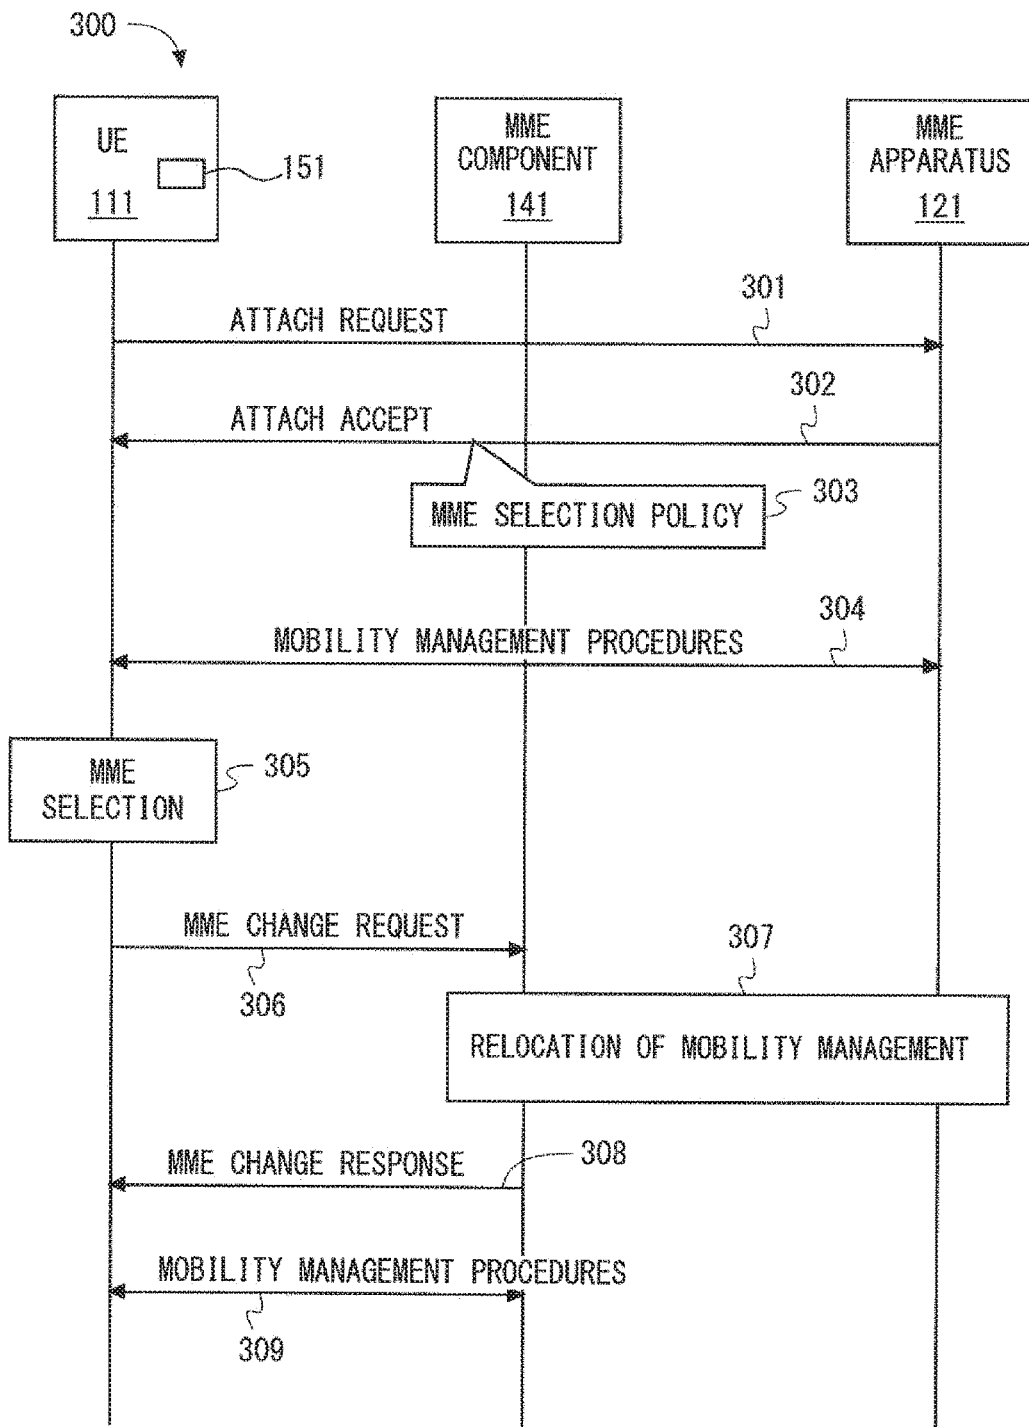 300
UE
111
151
MME
COMPONENT
141
MME
APPARATUS
121
ATTACH REQUEST
301
ATTACH ACCEPT
302
MME SELECTION POLICY
303
MOBILITY MANAGEMENT PROCEDURES
304
MME
SELECTION
305
MME CHANGE REQUEST
306
307
RELOCATION OF MOBILITY MANAGEMENT
MME CHANGE RESPONSE
308
MOBILITY MANAGEMENT PROCEDURES
309